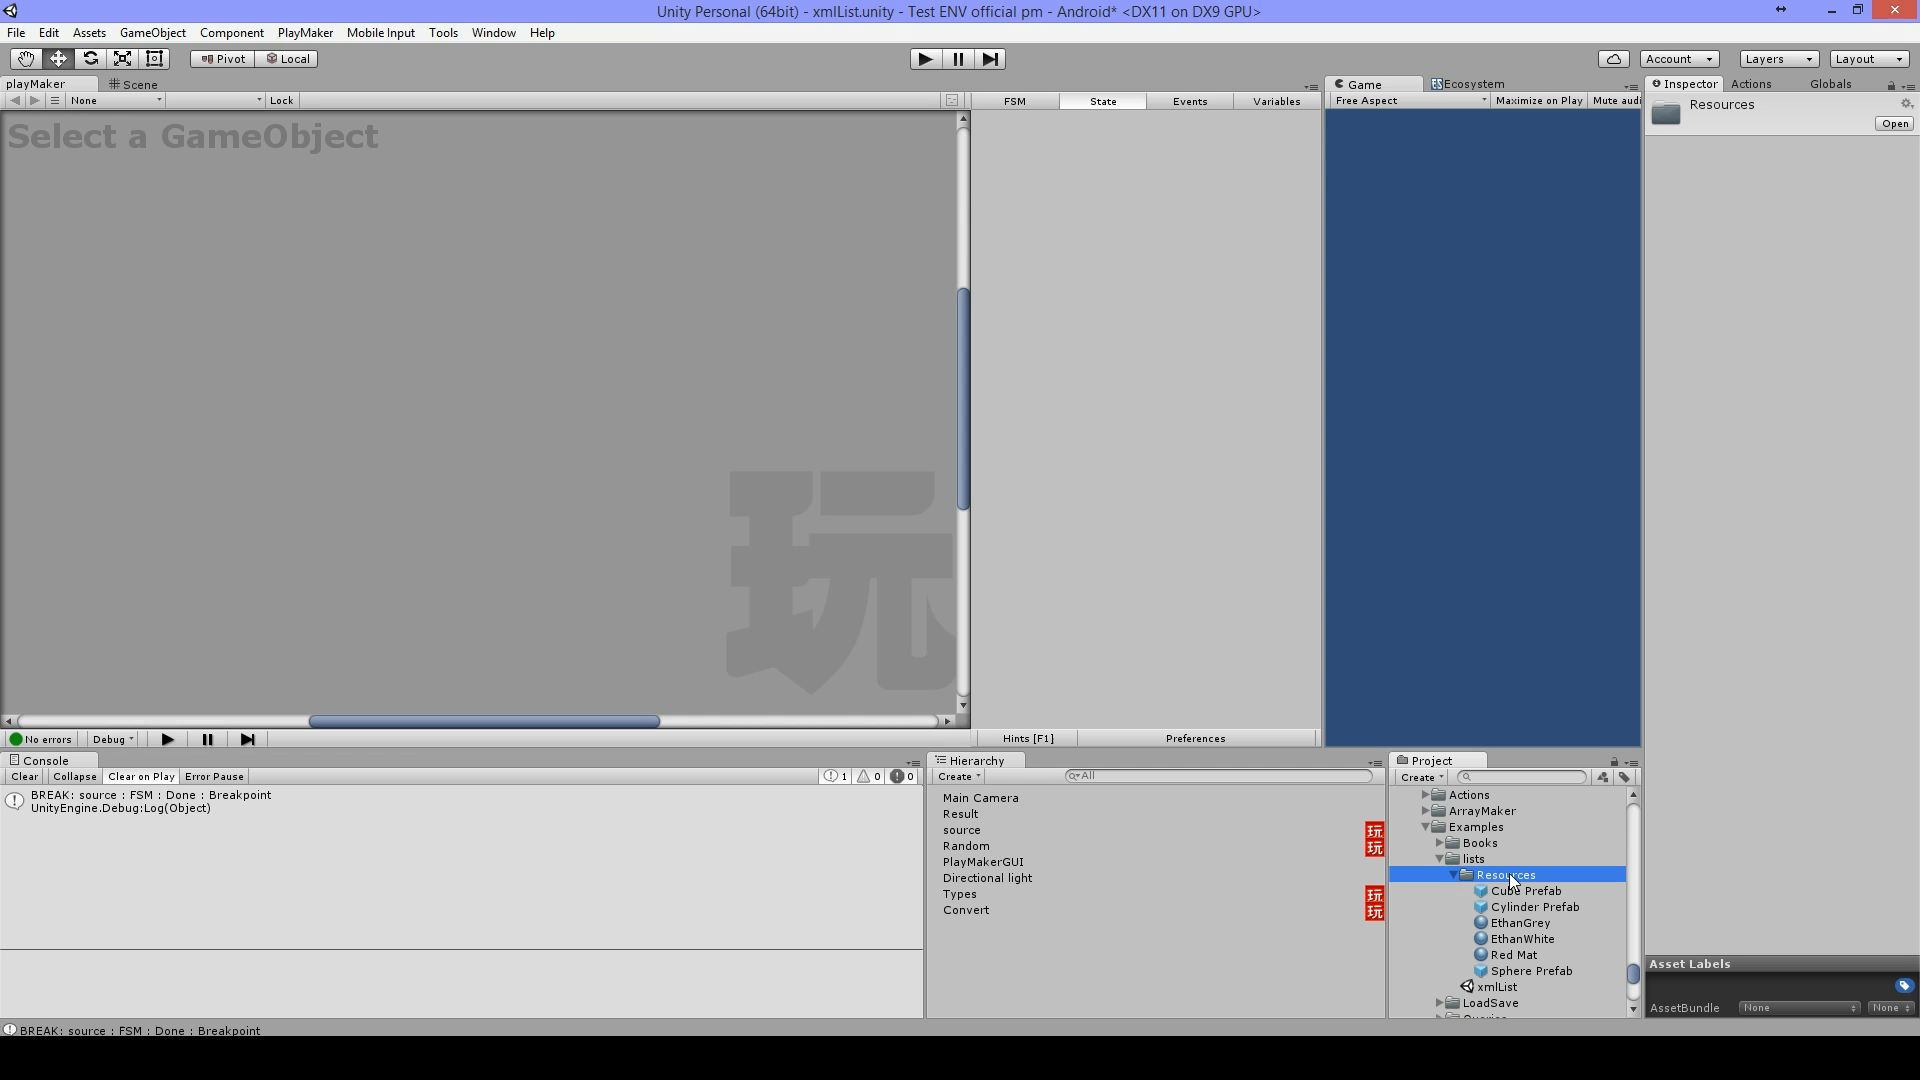 Unity Personal (64bit) - xmlList.unity - Test ENV official pm - Android* <DX11 on DX9 GPU>
File Edit Assets GameObject Component PlayMaker Mobile Input Tools Window Help
Pivot Local Account Layers Layout
playMaker Scene
None Lock
Select a GameObject
玩
No errors Debug
FSM State Events Variables
Hints [F1] Preferences
Game Ecosystem
Free Aspect Maximize on Play Mute audi
Inspector Actions Globals
Resources
Open
Console
Clear Collapse Clear on Play Error Pause 1 0 0
BREAK: source : FSM : Done : Breakpoint
UnityEngine.Debug:Log(Object)
Hierarchy
Create All
Main Camera
Result
source 玩
Random 玩
PlayMakerGUI
Directional light
Types 玩
Convert 玩
Project
Create
Actions
ArrayMaker
Examples
Books
lists
Resources
Cube Prefab
Cylinder Prefab
EthanGrey
EthanWhite
Red Mat
Sphere Prefab
xmlList
LoadSave
Asset Labels
AssetBundle None None
BREAK: source : FSM : Done : Breakpoint